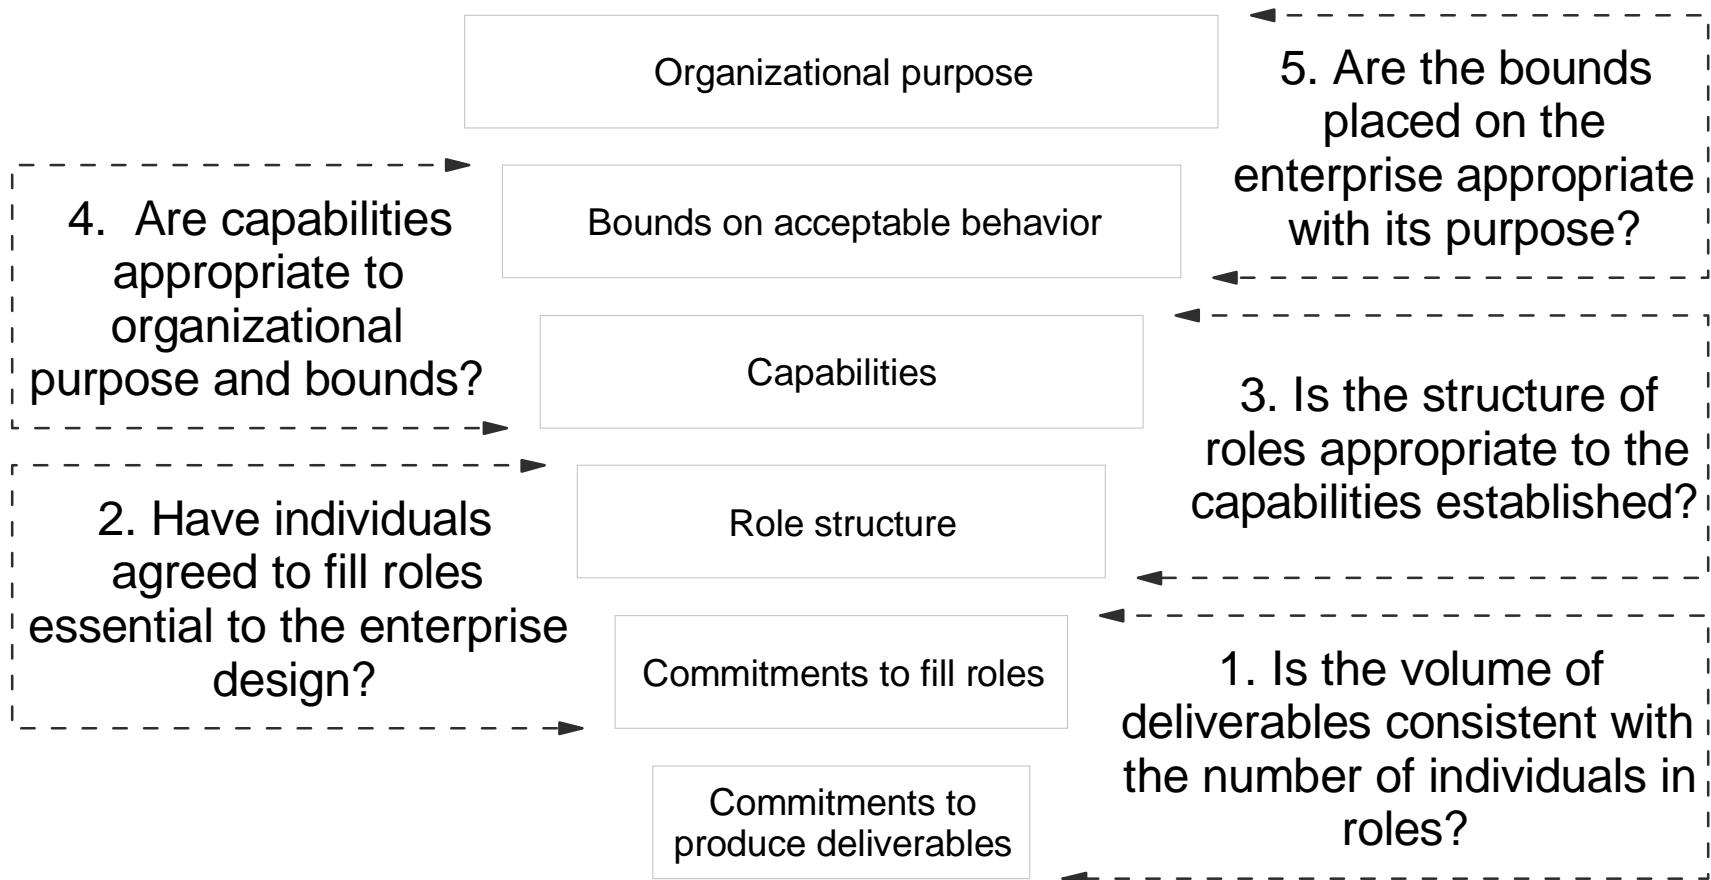 Organizational purpose
5. Are the bounds
placed on the
enterprise appropriate
with its purpose?
Bounds on acceptable behavior
4.  Are capabilities
appropriate to
organizational
purpose and bounds?
Capabilities
3. Is the structure of
roles appropriate to the
capabilities established?
Role structure
2. Have individuals
agreed to fill roles
essential to the enterprise
design?
Commitments to fill roles
1. Is the volume of
deliverables consistent with
the number of individuals in
roles?
Commitments to
produce deliverables